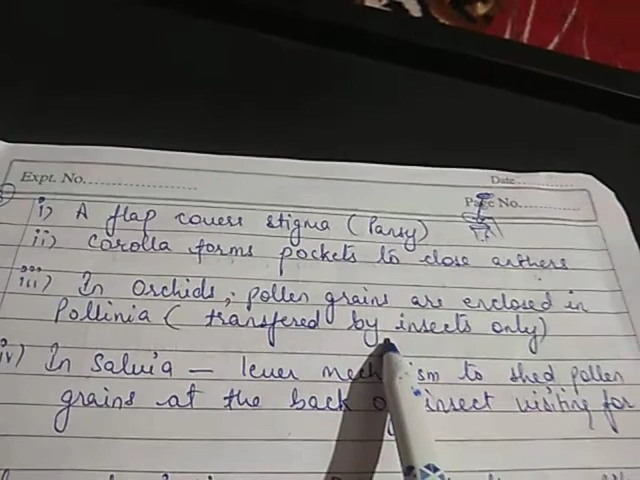 Expt. No.
Date
Page No.
i) A flap covers stigma (Pansy)
ii) Corolla forms pockets to close anthers
iii) In Orchids, pollen grains are enclosed in
Pollinia (transfered by insects only)
iv) In Salvia – lever mechanism to shed pollen
grains at the back of insect visiting for